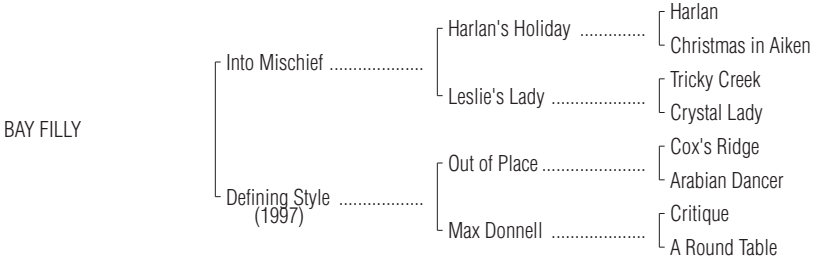 Harlan
Harlan's Holiday ..............
Christmas in Aiken
Into Mischief ....................
Tricky Creek
Leslie's Lady ....................
Crystal Lady
BAY FILLY
Cox's Ridge
Out of Place ......................
Arabian Dancer
Defining Style ..................
(1997)
Critique
Max Donnell ....................
A Round Table